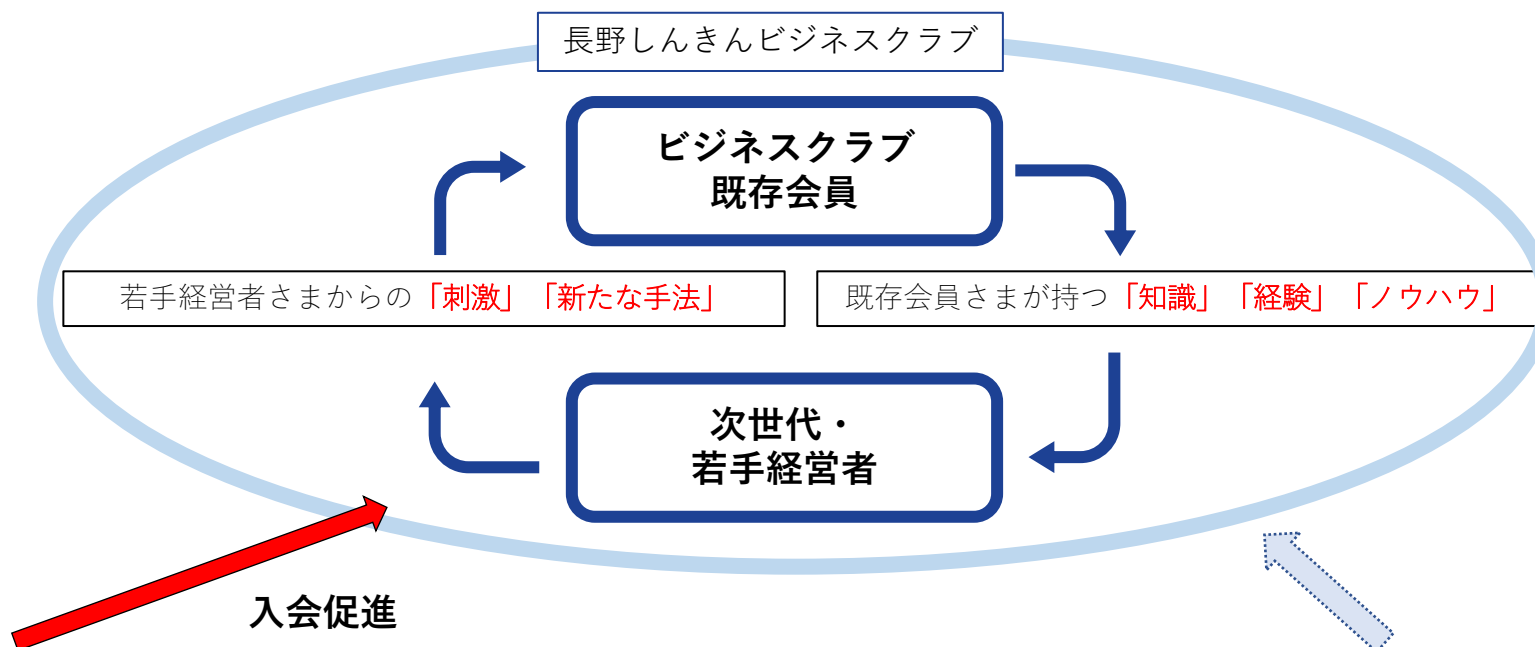 長野しんきんビジネスクラブ
ビジネスクラブ
既存会員
若手経営者さまからの「刺激」「新たな手法」
既存会員さまが持つ「知識」「経験」「ノウハウ」
次世代・
若手経営者
入会促進